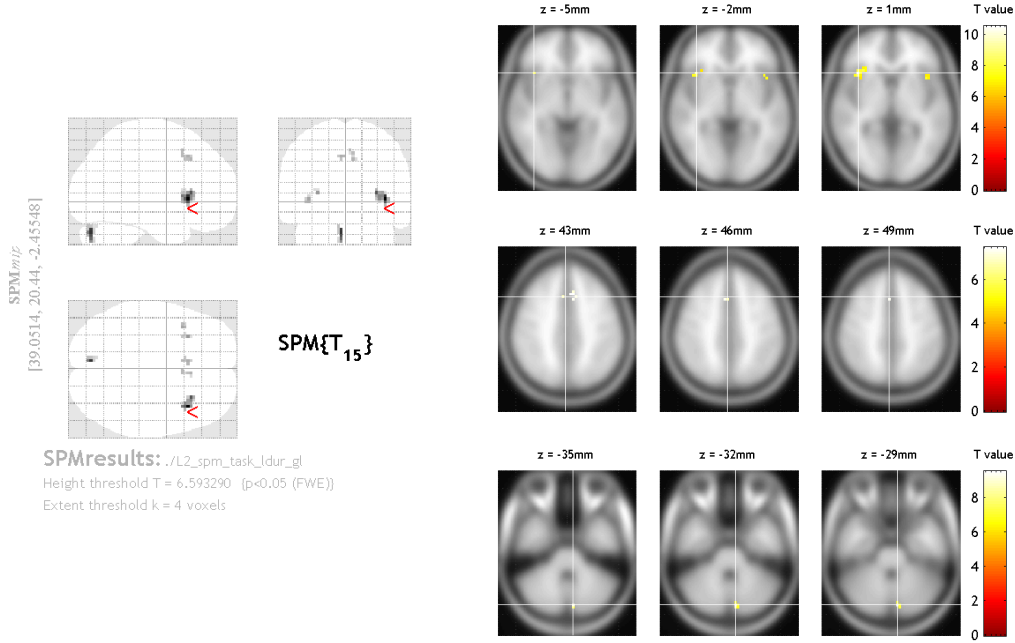 z = -5mm
z = -2mm
z = 1mm
T value
10
8
6
4
2
0
SPMmip
[39.0514, 20.44, -2.45548]
<
<
<
SPM{T15}
SPMresults: ./L2_spm_task_ldur_gl
Height threshold T = 6.593290 {p<0.05 (FWE)}
Extent threshold k = 4 voxels
z = 43mm
z = 46mm
z = 49mm
T value
6
4
2
0
z = -35mm
z = -32mm
z = -29mm
T value
8
6
4
2
0